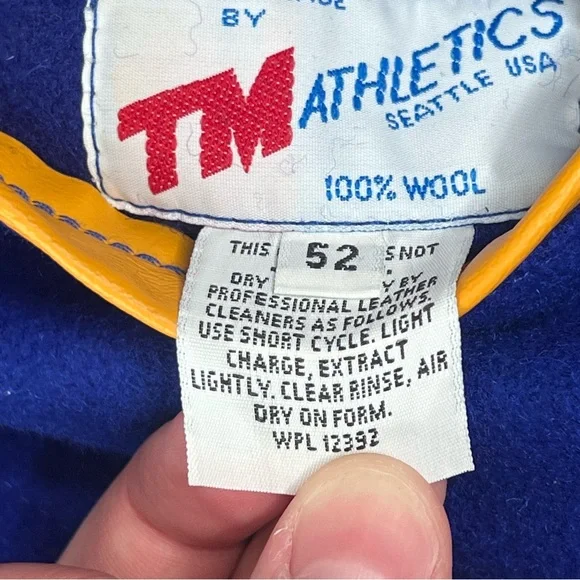 BY
TM ATHLETICS
SEATTLE USA
100% WOOL
THIS 52 S NOT
DRY Y BY
PROFESSIONAL LEATHER
CLEANERS AS FOLLOWS.
USE SHORT CYCLE. LIGHT
CHARGE, EXTRACT
LIGHTLY. CLEAR RINSE, AIR
DRY ON FORM.
WPL 12392